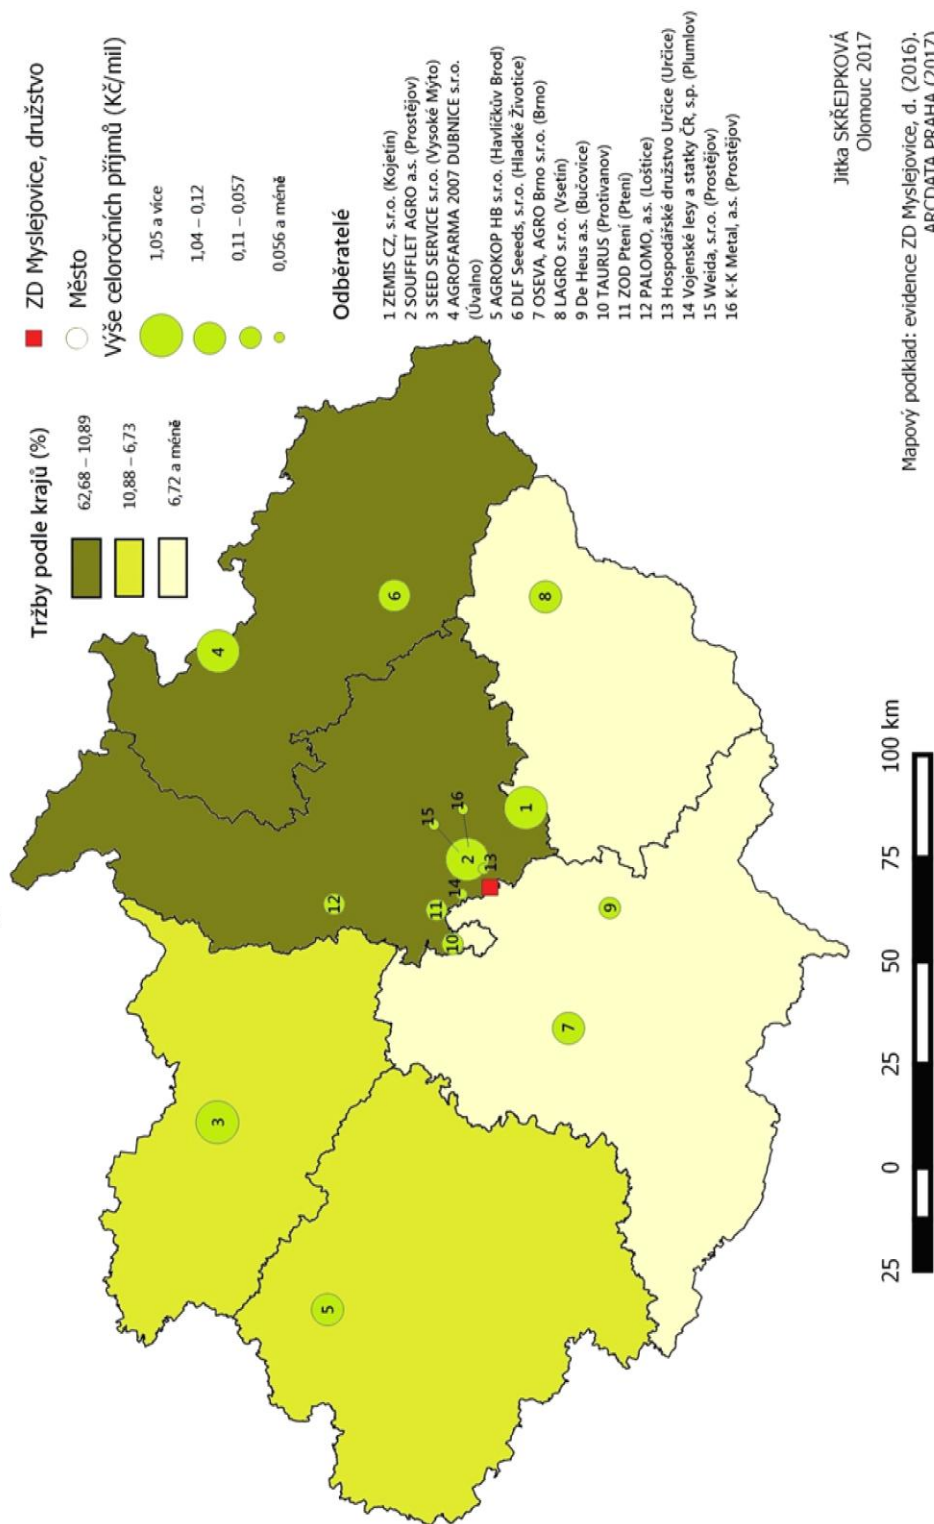 Tržby podle krajů (%)
62,68 – 10,89
10,88 – 6,73
6,72 a méně
ZD Myslejovice, družstvo
Město
Výše celoročních příjmů (Kč/mil)
1,05 a více
1,04 – 0,12
0,11 – 0,057
0,056 a méně
Odběratelé
1 ZEMIS CZ, s.r.o. (Kojetín)
2 SOUFFLET AGRO a.s. (Prostějov)
3 SEED SERVICE s.r.o. (Vysoké Mýto)
4 AGROFARMA 2007 DUBNICE s.r.o.
(Úvalno)
5 AGROKOP HB s.r.o. (Havlíčkův Brod)
6 DLF Seeeds, s.r.o. (Hladké Životice)
7 OSEVA, AGRO Brno s.r.o. (Brno)
8 LAGRO s.r.o. (Vsetín)
9 De Heus a.s. (Bučovice)
10 TAURUS (Protivanov)
11 ZOD Ptení (Ptení)
12 PALOMO, a.s. (Loštice)
13 Hospodářské družstvo Určice (Určice)
14 Vojenské lesy a statky ČR, s.p. (Plumlov)
15 Weida, s.r.o. (Prostějov)
16 K-K Metal, a.s (Prostějov)
4
3
6
12
5
15
16
11
14
2
10
13
1
8
7
9
25
0
25
50
75
100 km
Jitka SKŘEJPKOVÁ
Olomouc 2017
Mapový podklad: evidence ZD Myslejovice, d. (2016),
ARCDATA PRAHA (2017)